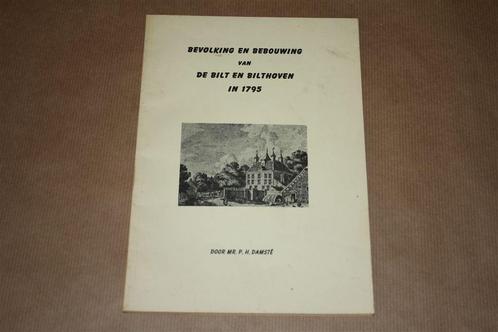 BEVOLKING EN BEBOUWING
VAN
DE BILT EN BILTHOVEN
IN 1795
DOOR MR. P. H. DAMSTÉ